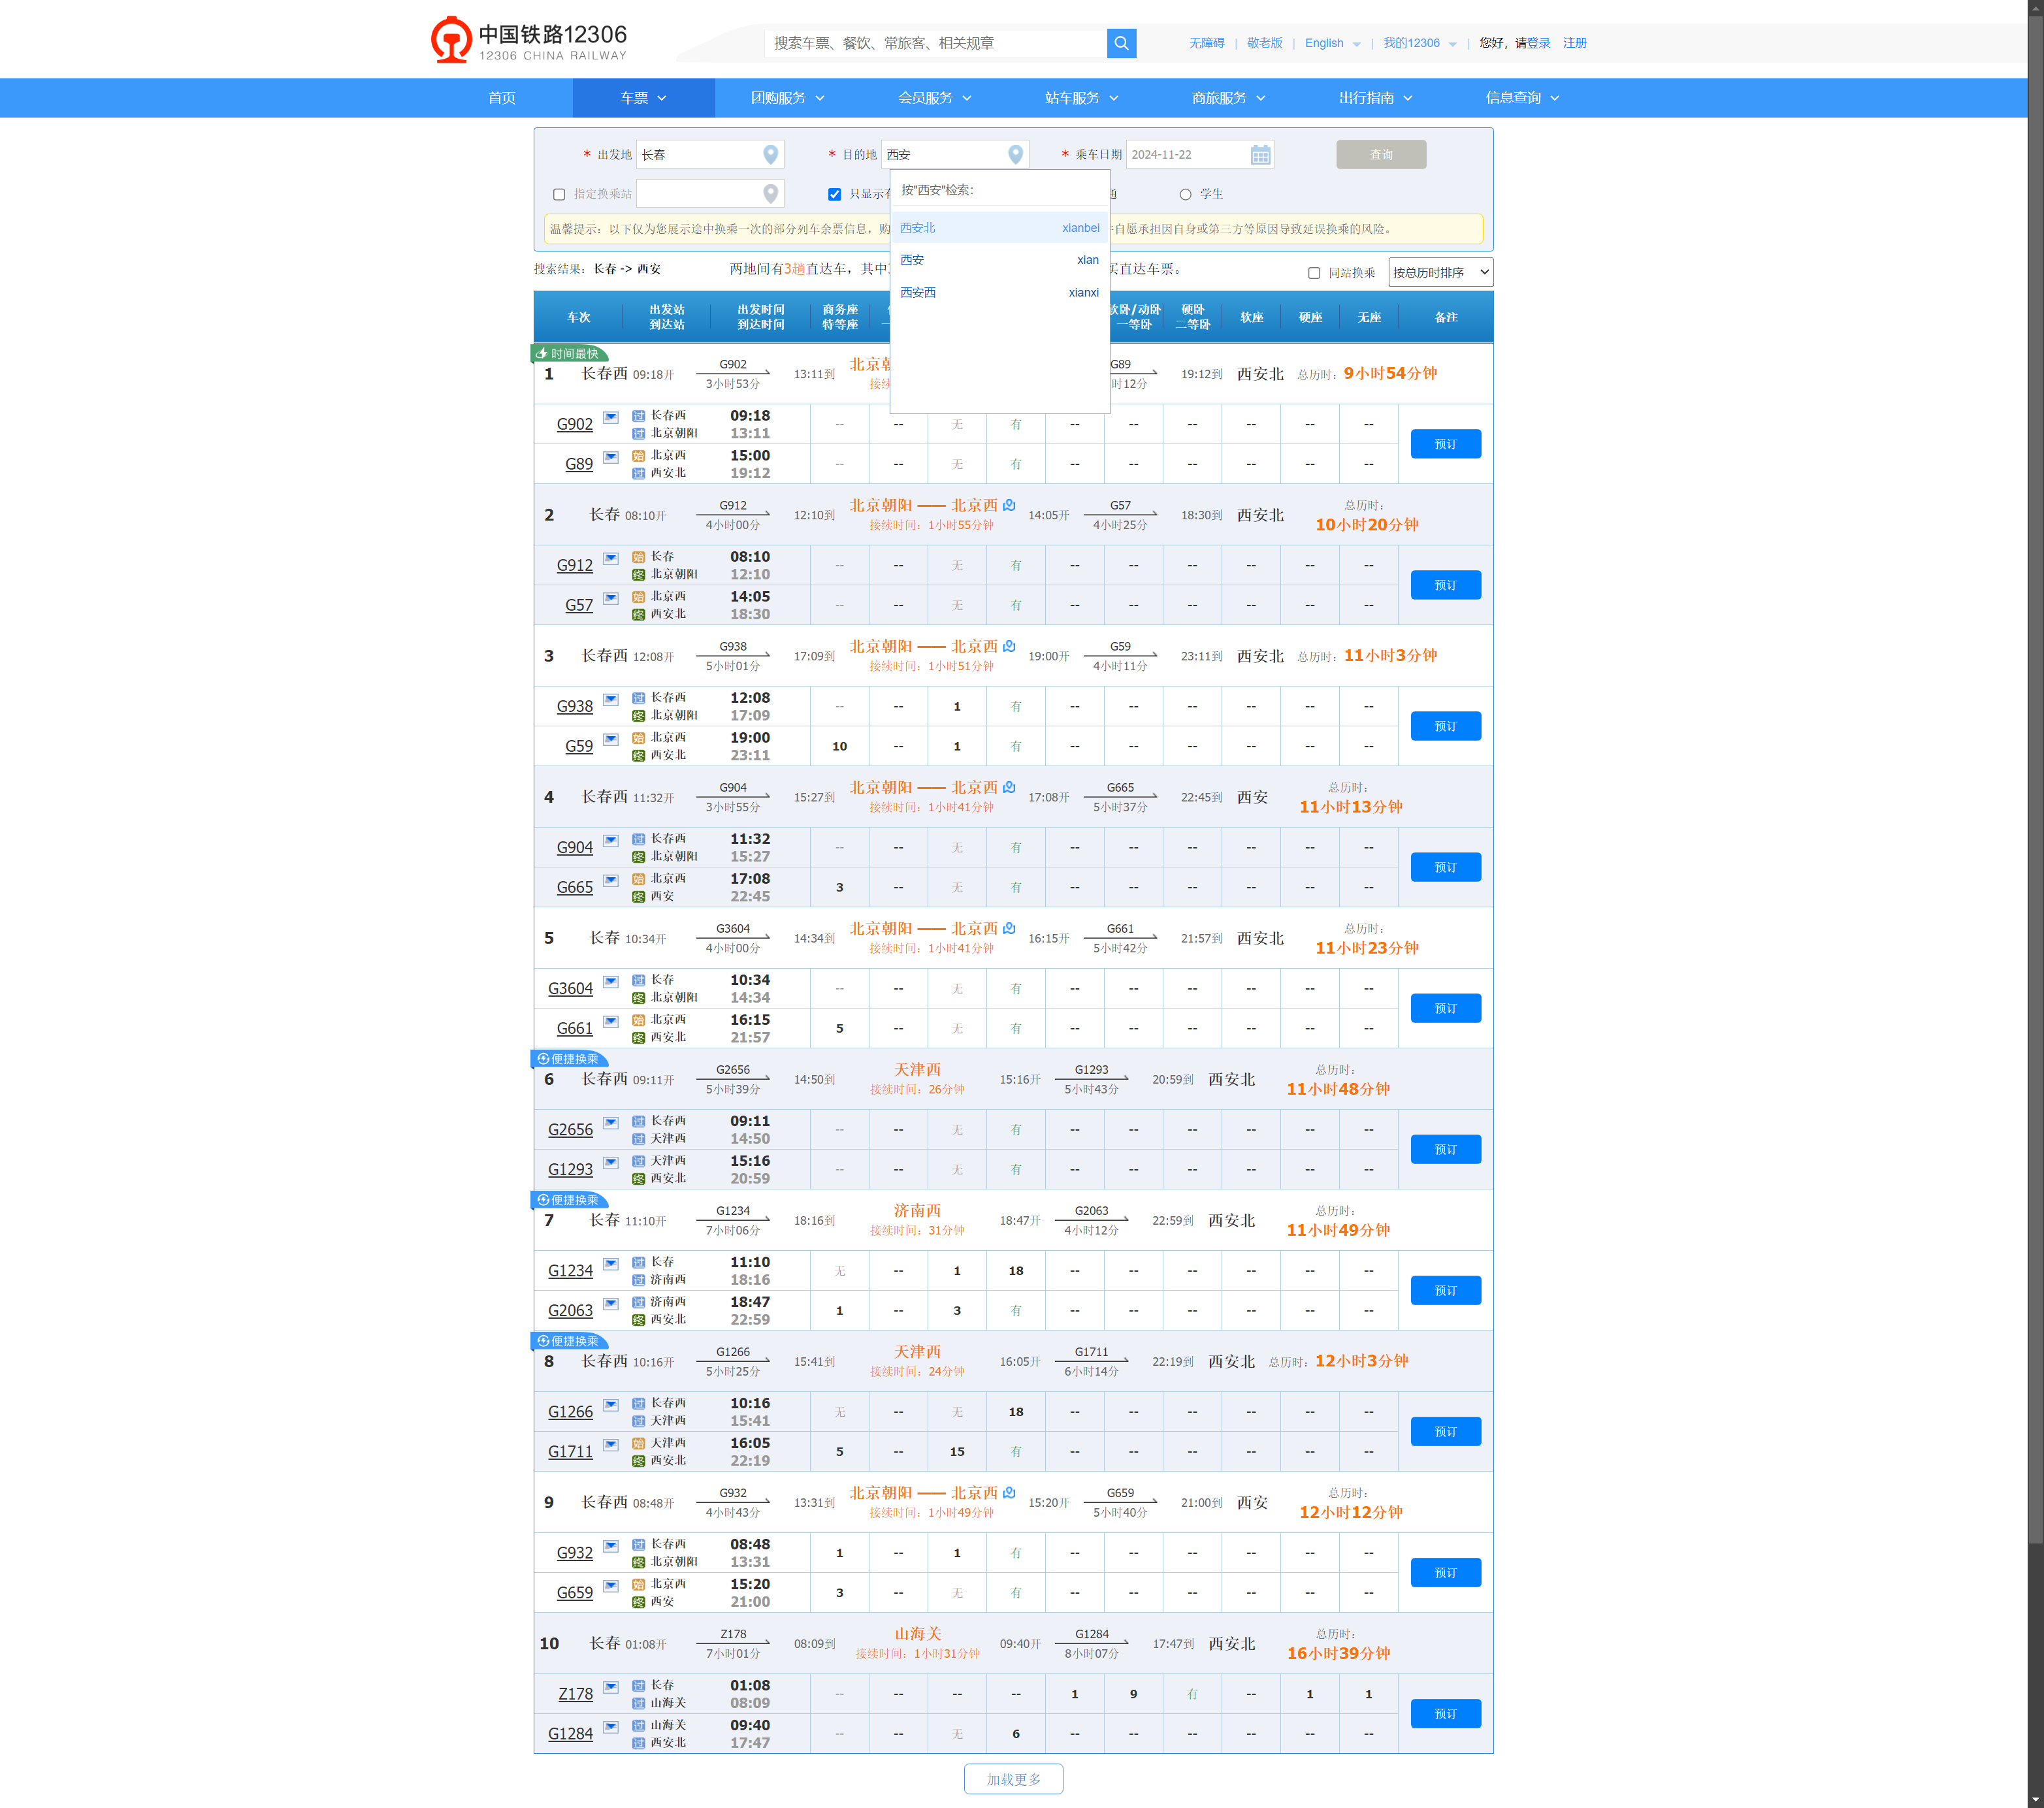 中国铁路12306
12306 CHINA RAILWAY
搜索车票、餐饮、常旅客、相关规章
无障碍 | 敬老版 | English | 我的12306 | 您好，请登录 注册
首页 车票 团购服务 会员服务 站车服务 商旅服务 出行指南 信息查询
* 出发地 长春 * 目的地 西安 * 乘车日期 2024-11-22 查询
指定换乘站 只显示 学生
按"西安"检索：
西安北 xianbei
西安 xian
西安西 xianxi
温馨提示：以下仅为您展示途中换乘一次的部分列车余票信息，购 自愿承担因自身或第三方等原因导致延误换乘的风险。
搜索结果：长春 -> 西安 两地间有3趟直达车，其中 买直达车票。 同站换乘 按总历时排序
车次 出发站 到达站 出发时间 到达时间 商务座 特等座 软卧/动卧 一等卧 硬卧 二等卧 软座 硬座 无座 备注
时间最快
1 长春西 09:18开 G902 3小时53分 13:11到 北京朝 接续 G89 时12分 19:12到 西安北 总历时：9小时54分钟
G902 过 长春西 09:18 -- -- 无 有 -- -- -- -- -- --
过 北京朝阳 13:11
预订
G89 始 北京西 15:00 -- -- 无 有 -- -- -- -- -- --
过 西安北 19:12
2 长春 08:10开 G912 4小时00分 12:10到 北京朝阳 —— 北京西 接续时间：1小时55分钟 14:05开 G57 4小时25分 18:30到 西安北 总历时：10小时20分钟
G912 始 长春 08:10 -- -- 无 有 -- -- -- -- -- --
终 北京朝阳 12:10
预订
G57 始 北京西 14:05 -- -- 无 有 -- -- -- -- -- --
终 西安北 18:30
3 长春西 12:08开 G938 5小时01分 17:09到 北京朝阳 —— 北京西 接续时间：1小时51分钟 19:00开 G59 4小时11分 23:11到 西安北 总历时：11小时3分钟
G938 过 长春西 12:08 -- -- 1 有 -- -- -- -- -- --
终 北京朝阳 17:09
预订
G59 始 北京西 19:00 10 -- 1 有 -- -- -- -- -- --
终 西安北 23:11
4 长春西 11:32开 G904 3小时55分 15:27到 北京朝阳 —— 北京西 接续时间：1小时41分钟 17:08开 G665 5小时37分 22:45到 西安 总历时：11小时13分钟
G904 过 长春西 11:32 -- -- 无 有 -- -- -- -- -- --
终 北京朝阳 15:27
预订
G665 始 北京西 17:08 3 -- 无 有 -- -- -- -- -- --
终 西安 22:45
5 长春 10:34开 G3604 4小时00分 14:34到 北京朝阳 —— 北京西 接续时间：1小时41分钟 16:15开 G661 5小时42分 21:57到 西安北 总历时：11小时23分钟
G3604 过 长春 10:34 -- -- 无 有 -- -- -- -- -- --
终 北京朝阳 14:34
预订
G661 始 北京西 16:15 5 -- 无 有 -- -- -- -- -- --
终 西安北 21:57
便捷换乘
6 长春西 09:11开 G2656 5小时39分 14:50到 天津西 接续时间：26分钟 15:16开 G1293 5小时43分 20:59到 西安北 总历时：11小时48分钟
G2656 过 长春西 09:11 -- -- 无 有 -- -- -- -- -- --
过 天津西 14:50
预订
G1293 过 天津西 15:16 -- -- 无 有 -- -- -- -- -- --
终 西安北 20:59
便捷换乘
7 长春 11:10开 G1234 7小时06分 18:16到 济南西 接续时间：31分钟 18:47开 G2063 4小时12分 22:59到 西安北 总历时：11小时49分钟
G1234 过 长春 11:10 无 -- 1 18 -- -- -- -- -- --
过 济南西 18:16
预订
G2063 过 济南西 18:47 1 -- 3 有 -- -- -- -- -- --
终 西安北 22:59
便捷换乘
8 长春西 10:16开 G1266 5小时25分 15:41到 天津西 接续时间：24分钟 16:05开 G1711 6小时14分 22:19到 西安北 总历时：12小时3分钟
G1266 过 长春西 10:16 无 -- 无 18 -- -- -- -- -- --
过 天津西 15:41
预订
G1711 始 天津西 16:05 5 -- 15 有 -- -- -- -- -- --
终 西安北 22:19
9 长春西 08:48开 G932 4小时43分 13:31到 北京朝阳 —— 北京西 接续时间：1小时49分钟 15:20开 G659 5小时40分 21:00到 西安 总历时：12小时12分钟
G932 过 长春西 08:48 1 -- 1 有 -- -- -- -- -- --
终 北京朝阳 13:31
预订
G659 始 北京西 15:20 3 -- 无 有 -- -- -- -- -- --
终 西安 21:00
10 长春 01:08开 Z178 7小时01分 08:09到 山海关 接续时间：1小时31分钟 09:40开 G1284 8小时07分 17:47到 西安北 总历时：16小时39分钟
Z178 过 长春 01:08 -- -- -- -- 1 9 有 -- 1 1
过 山海关 08:09
预订
G1284 过 山海关 09:40 -- -- 无 6 -- -- -- -- -- --
过 西安北 17:47
加载更多